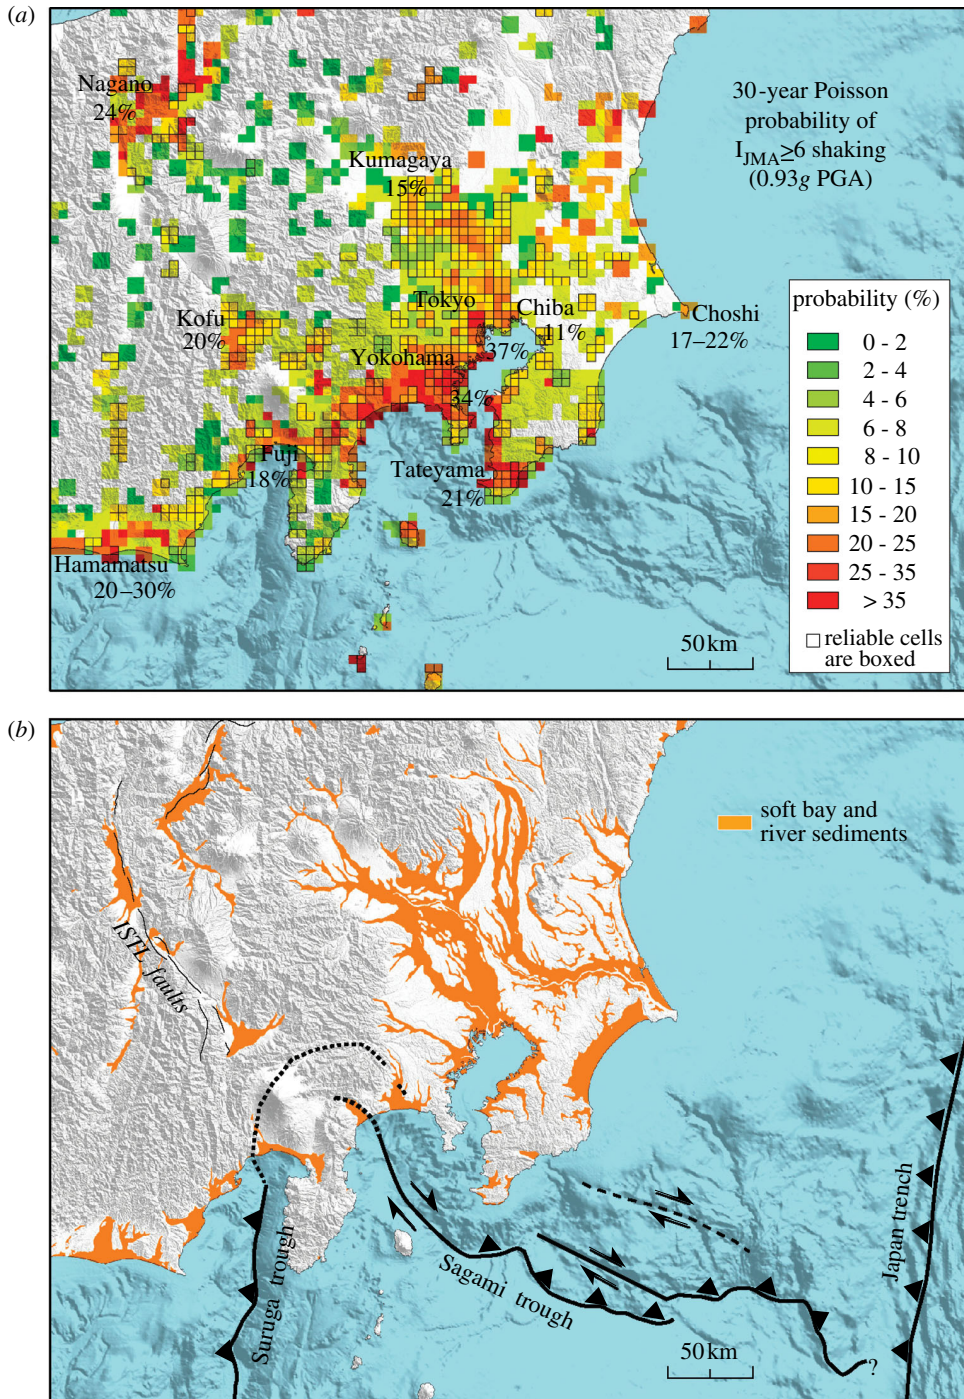 (a)
Nagano
24%
Kumagaya
15%
30-year Poisson
probability of
I_JMA≥6 shaking
(0.93g PGA)
Kofu
20%
Tokyo
37%
Chiba
11%
Choshi
17–22%
Yokohama
34%
Fuji
18%
Tateyama
21%
Hamamatsu
20–30%
probability (%)
0 - 2
2 - 4
4 - 6
6 - 8
8 - 10
10 - 15
15 - 20
20 - 25
25 - 35
> 35
reliable cells
are boxed
50 km
(b)
soft bay and
river sediments
ISTL faults
Suruga trough
Sagami trough
Japan trench
?
50 km